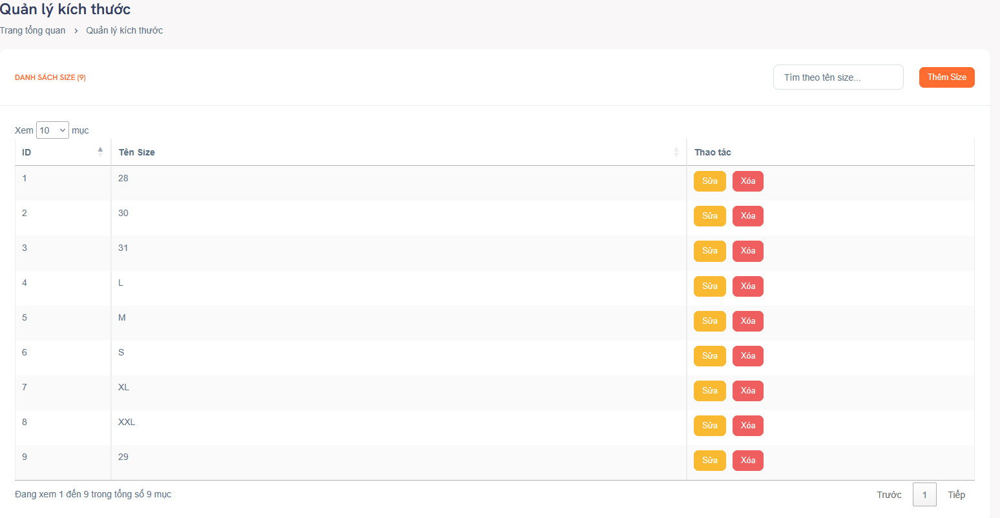 Quản lý kích thước
Trang tổng quan > Quản lý kích thước
DANH SÁCH SIZE (9) Tìm theo tên size... Thêm Size
Xem 10 mục
ID Tên Size Thao tác
1 28 Sửa Xóa
2 30 Sửa Xóa
3 31 Sửa Xóa
4 L Sửa Xóa
5 M Sửa Xóa
6 S Sửa Xóa
7 XL Sửa Xóa
8 XXL Sửa Xóa
9 29 Sửa Xóa
Đang xem 1 đến 9 trong tổng số 9 mục Trước 1 Tiếp